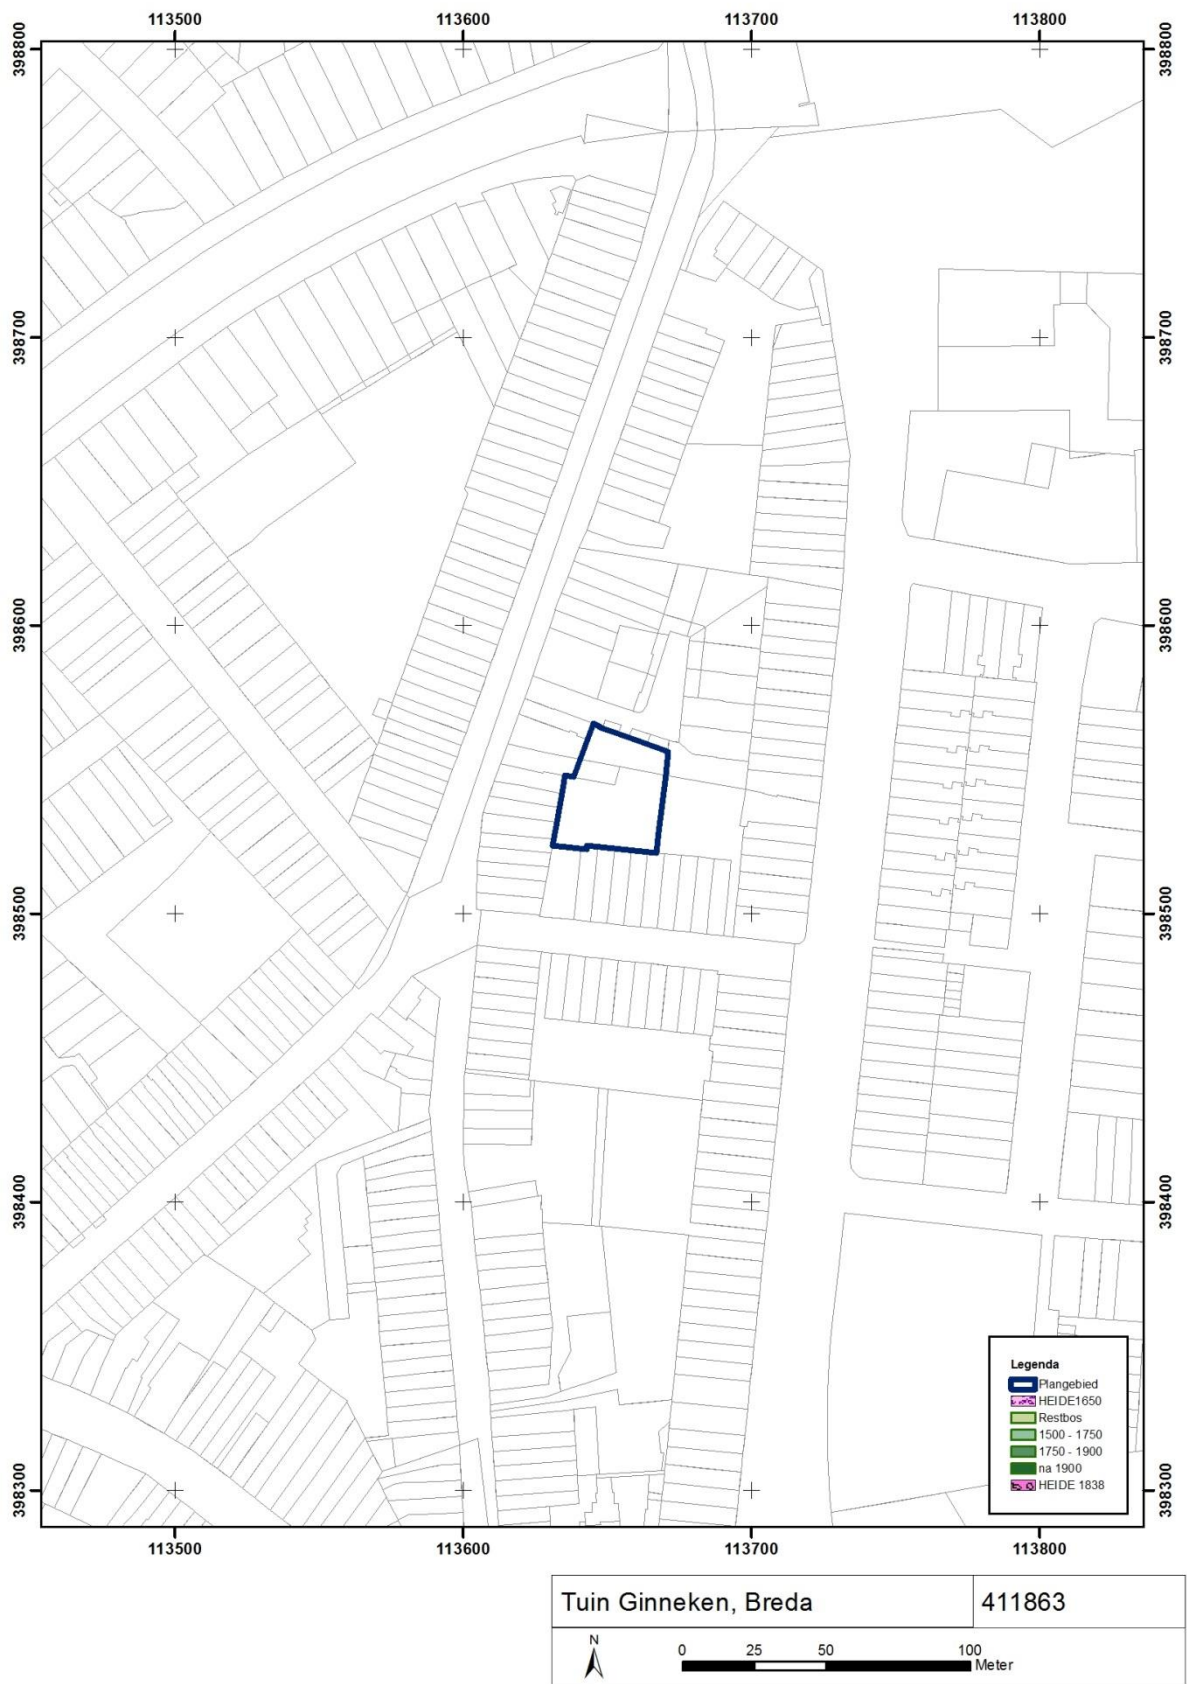 113500 113600 113700 113800
398800 398800
398700 398700
398600 398600
398500 398500
398400 398400
398300 398300
Legenda
Plangebied
HEIDE1650
Restbos
1500 - 1750
1750 - 1900
na 1900
HEIDE 1838
113500 113600 113700 113800
Tuin Ginneken, Breda 411863
N
0 25 50 100
Meter